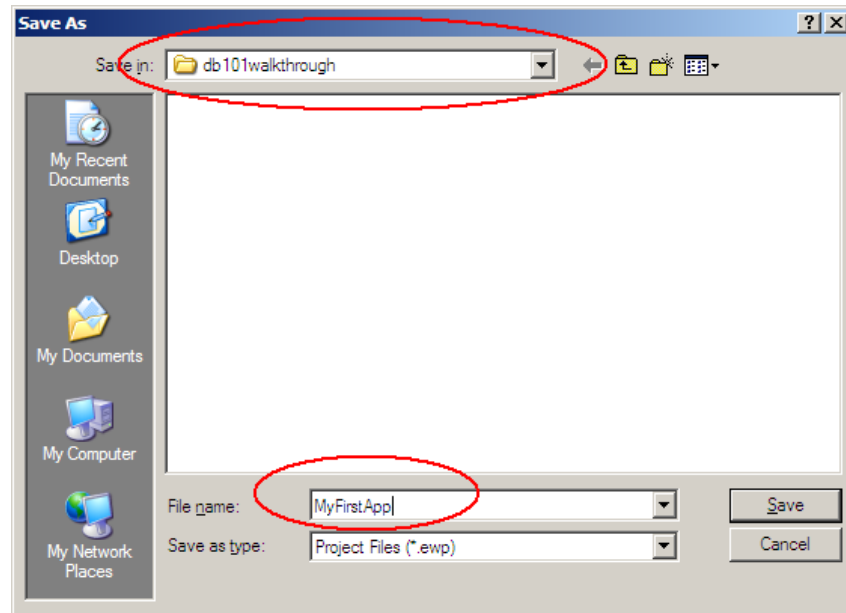 Save As
Save in: db101walkthrough
My Recent
Documents
Desktop
My Documents
My Computer
My Network
Places
File name: MyFirstApp Save
Save as type: Project Files (*.ewp) Cancel